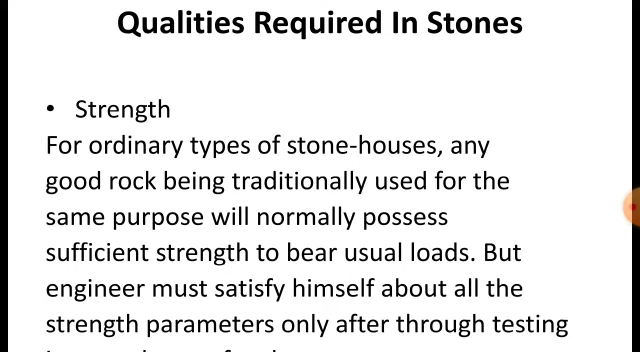 Qualities Required In Stones
• Strength
For ordinary types of stone-houses, any
good rock being traditionally used for the
same purpose will normally possess
sufficient strength to bear usual loads. But
engineer must satisfy himself about all the
strength parameters only after through testing